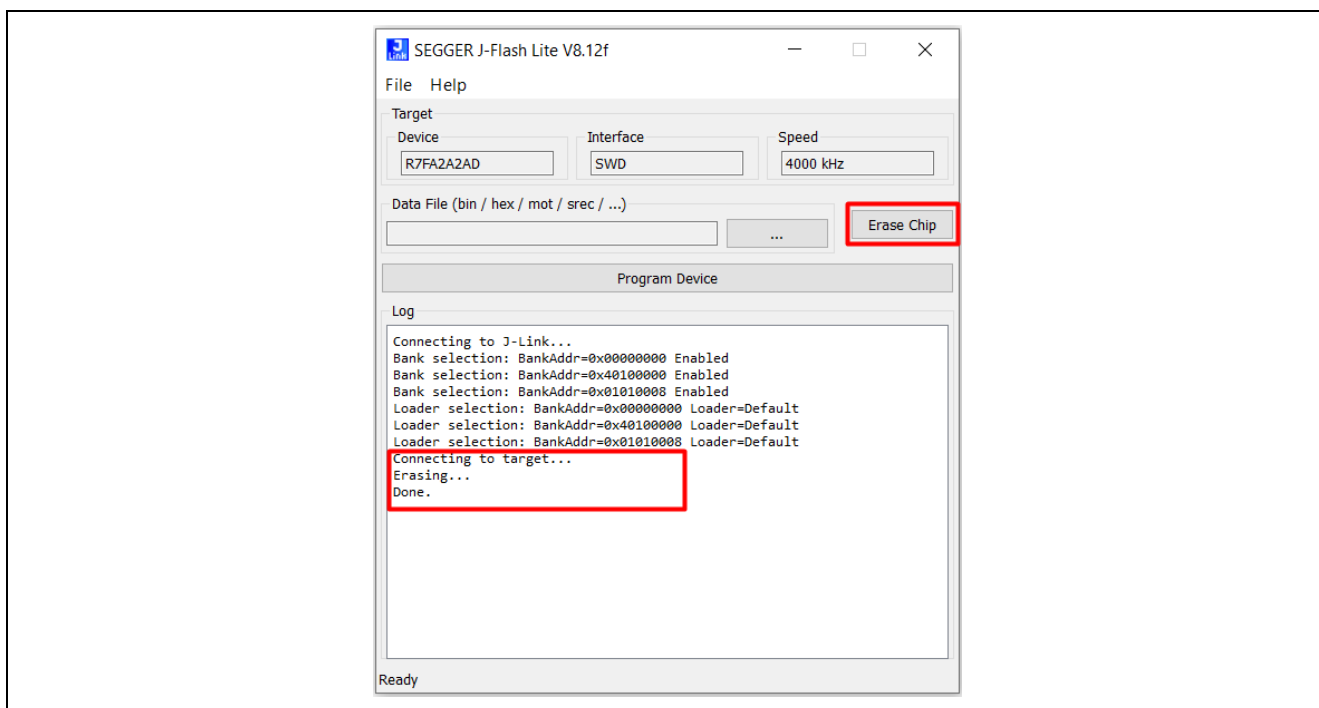 J
Link
SEGGER J-Flash Lite V8.12f
File Help
Target
Device Interface Speed
R7FA2A2AD SWD 4000 kHz
Data File (bin / hex / mot / srec / ...)
... Erase Chip
Program Device
Log
Connecting to J-Link...
Bank selection: BankAddr=0x00000000 Enabled
Bank selection: BankAddr=0x40100000 Enabled
Bank selection: BankAddr=0x01010008 Enabled
Loader selection: BankAddr=0x00000000 Loader=Default
Loader selection: BankAddr=0x40100000 Loader=Default
Loader selection: BankAddr=0x01010008 Loader=Default
Connecting to target...
Erasing...
Done.
Ready